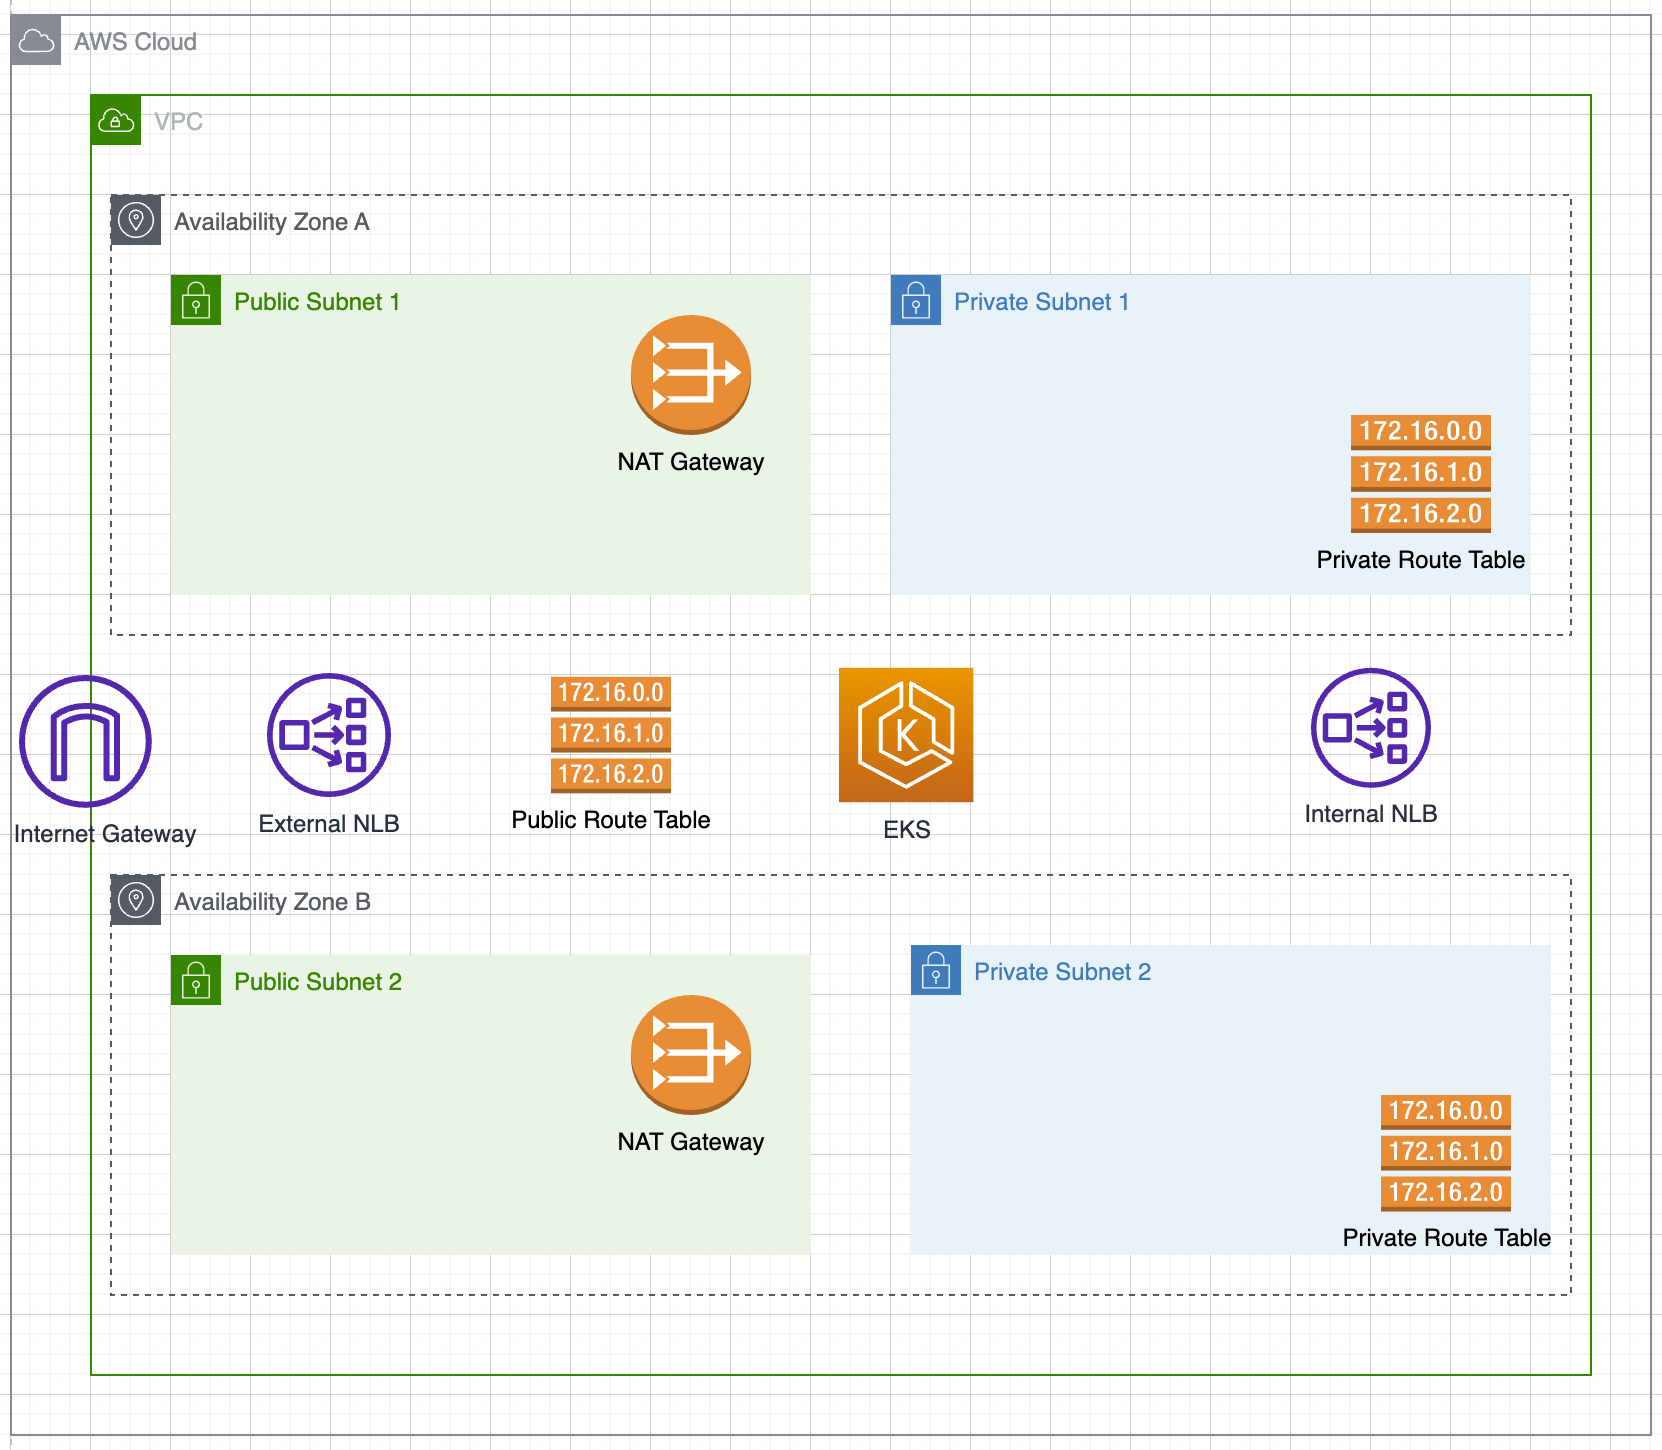 AWS Cloud
VPC
Availability Zone A
Public Subnet 1
Private Subnet 1
NAT Gateway
172.16.0.0
172.16.1.0
172.16.2.0
Private Route Table
Internet Gateway
External NLB
172.16.0.0
172.16.1.0
172.16.2.0
Public Route Table
K
EKS
Internal NLB
Availability Zone B
Public Subnet 2
Private Subnet 2
NAT Gateway
172.16.0.0
172.16.1.0
172.16.2.0
Private Route Table